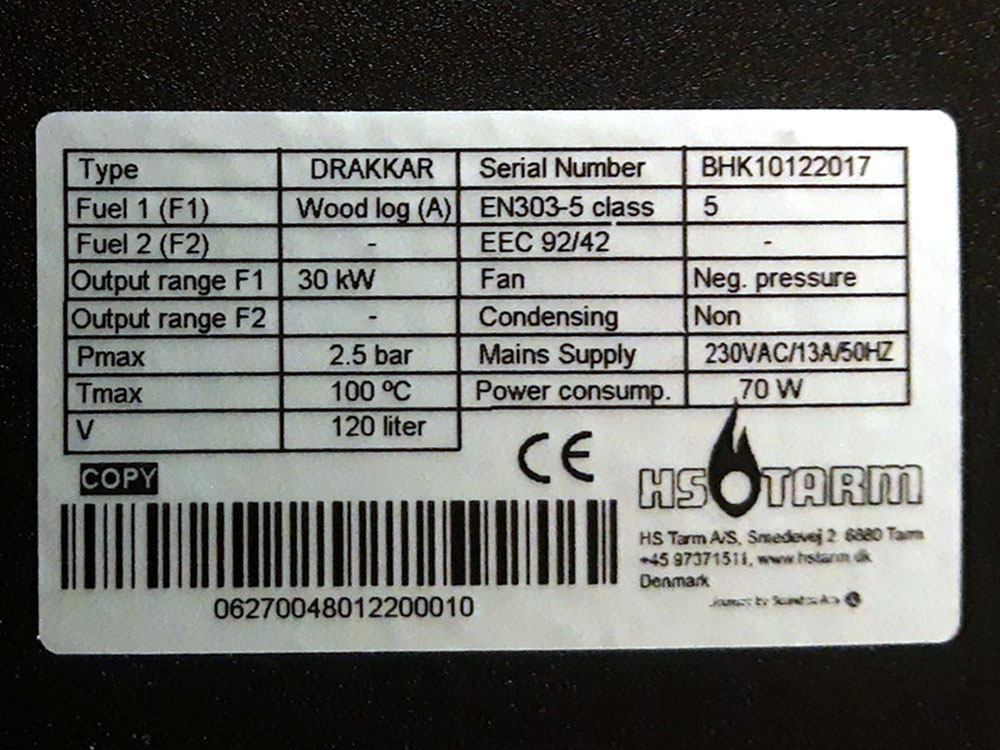 Type DRAKKAR Serial Number BHK10122017
Fuel 1 (F1) Wood log (A) EN303-5 class 5
Fuel 2 (F2) - EEC 92/42 -
Output range F1 30 kW Fan Neg. pressure
Output range F2 - Condensing Non
Pmax 2.5 bar Mains Supply 230VAC/13A/50HZ
Tmax 100 ºC Power consump. 70 W
V 120 liter
CE
COPY
HS TARM
HS Tarm A/S, Smedevej 2 6880 Tarm
+45 97371511, www.hstarm.dk
Denmark
06270048012200010
by